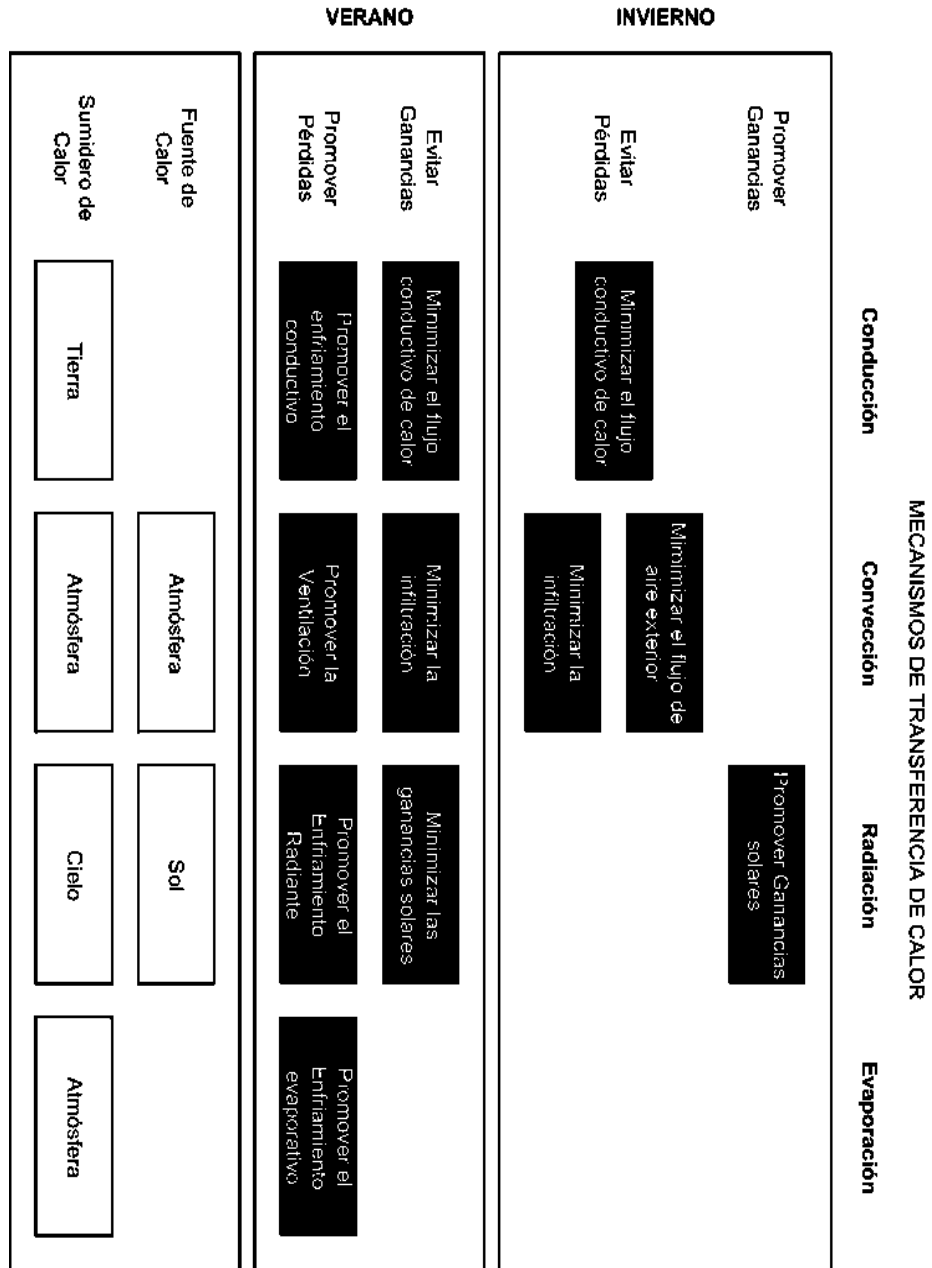 VERANO
INVIERNO
MECANISMOS DE TRANSFERENCIA DE CALOR
Conducción
Convección
Radiación
Evaporación
Promover
Ganancias
Promover Ganancias
solares
Evitar
Pérdidas
Minimizar el flujo
conductivo de calor
Mimimizar el flujo de
aire exterior
Minimizar la
infiltración
Evitar
Ganancias
Minimizar el flujo
conductivo de calor
Minimizar la
infiltración
Minimizar las
ganancias solares
Promover
Pérdidas
Promover el
enfriamiento
conductivo
Promover la
Ventilación
Promover el
Enfriamiento
Radiante
Promover el
Enfriamiento
evaporativo
Fuente de
Calor
Atmósfera
Sol
Sumidero de
Calor
Tierra
Atmósfera
Cielo
Atmósfera